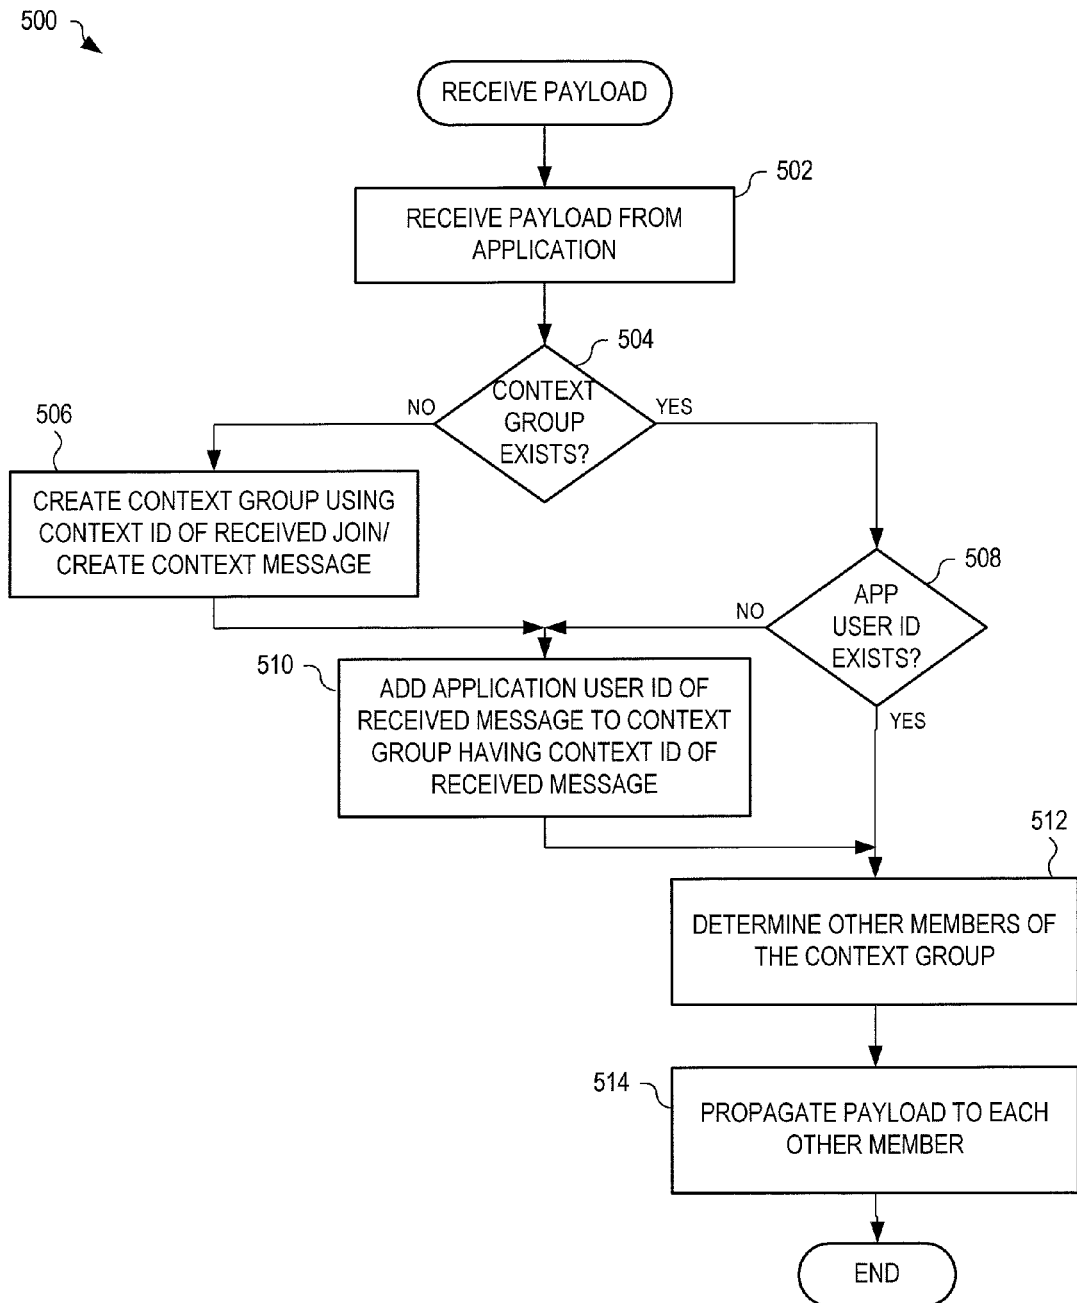 500
RECEIVE PAYLOAD
502
RECEIVE PAYLOAD FROM
APPLICATION
504
CONTEXT
GROUP
EXISTS?
NO
YES
506
CREATE CONTEXT GROUP USING
CONTEXT ID OF RECEIVED JOIN/
CREATE CONTEXT MESSAGE
508
APP
USER ID
EXISTS?
NO
YES
510
ADD APPLICATION USER ID OF
RECEIVED MESSAGE TO CONTEXT
GROUP HAVING CONTEXT ID OF
RECEIVED MESSAGE
512
DETERMINE OTHER MEMBERS OF
THE CONTEXT GROUP
514
PROPAGATE PAYLOAD TO EACH
OTHER MEMBER
END